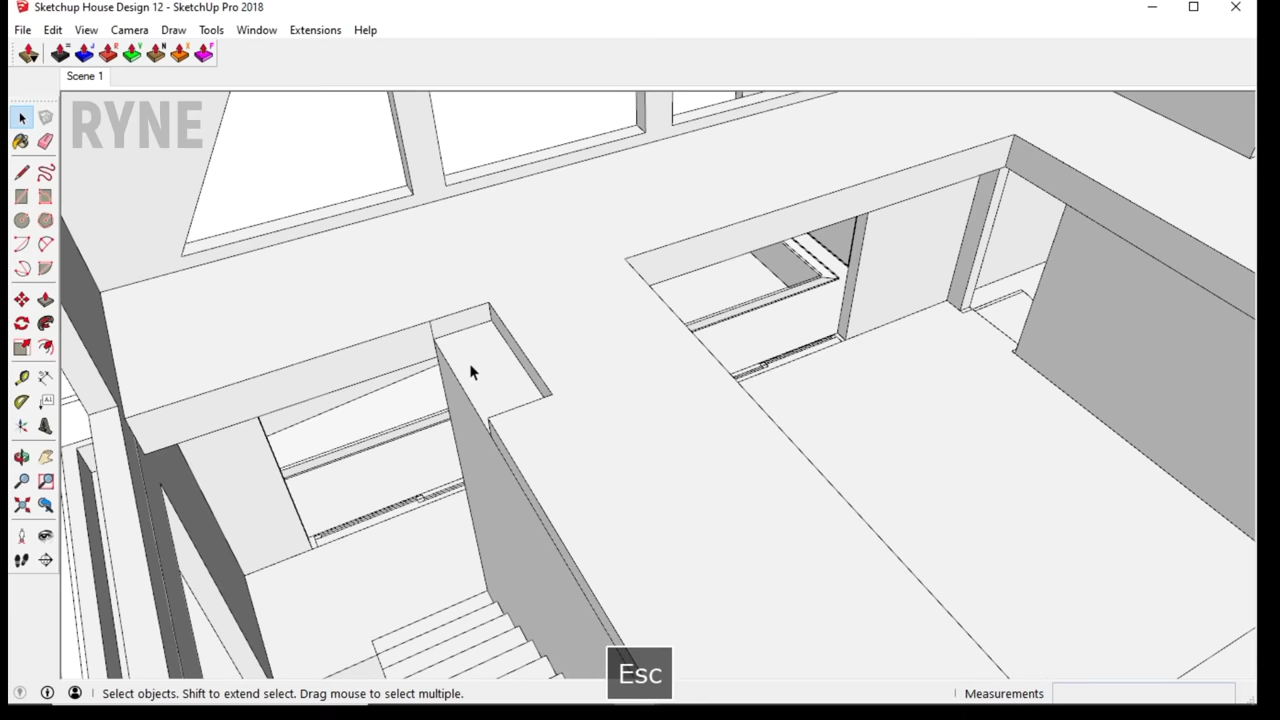 Sketchup House Design 12 - SketchUp Pro 2018
File Edit View Camera Draw Tools Window Extensions Help
= J R V N X F
Scene 1
RYNE
A1
Esc
Select objects. Shift to extend select. Drag mouse to select multiple.
Measurements